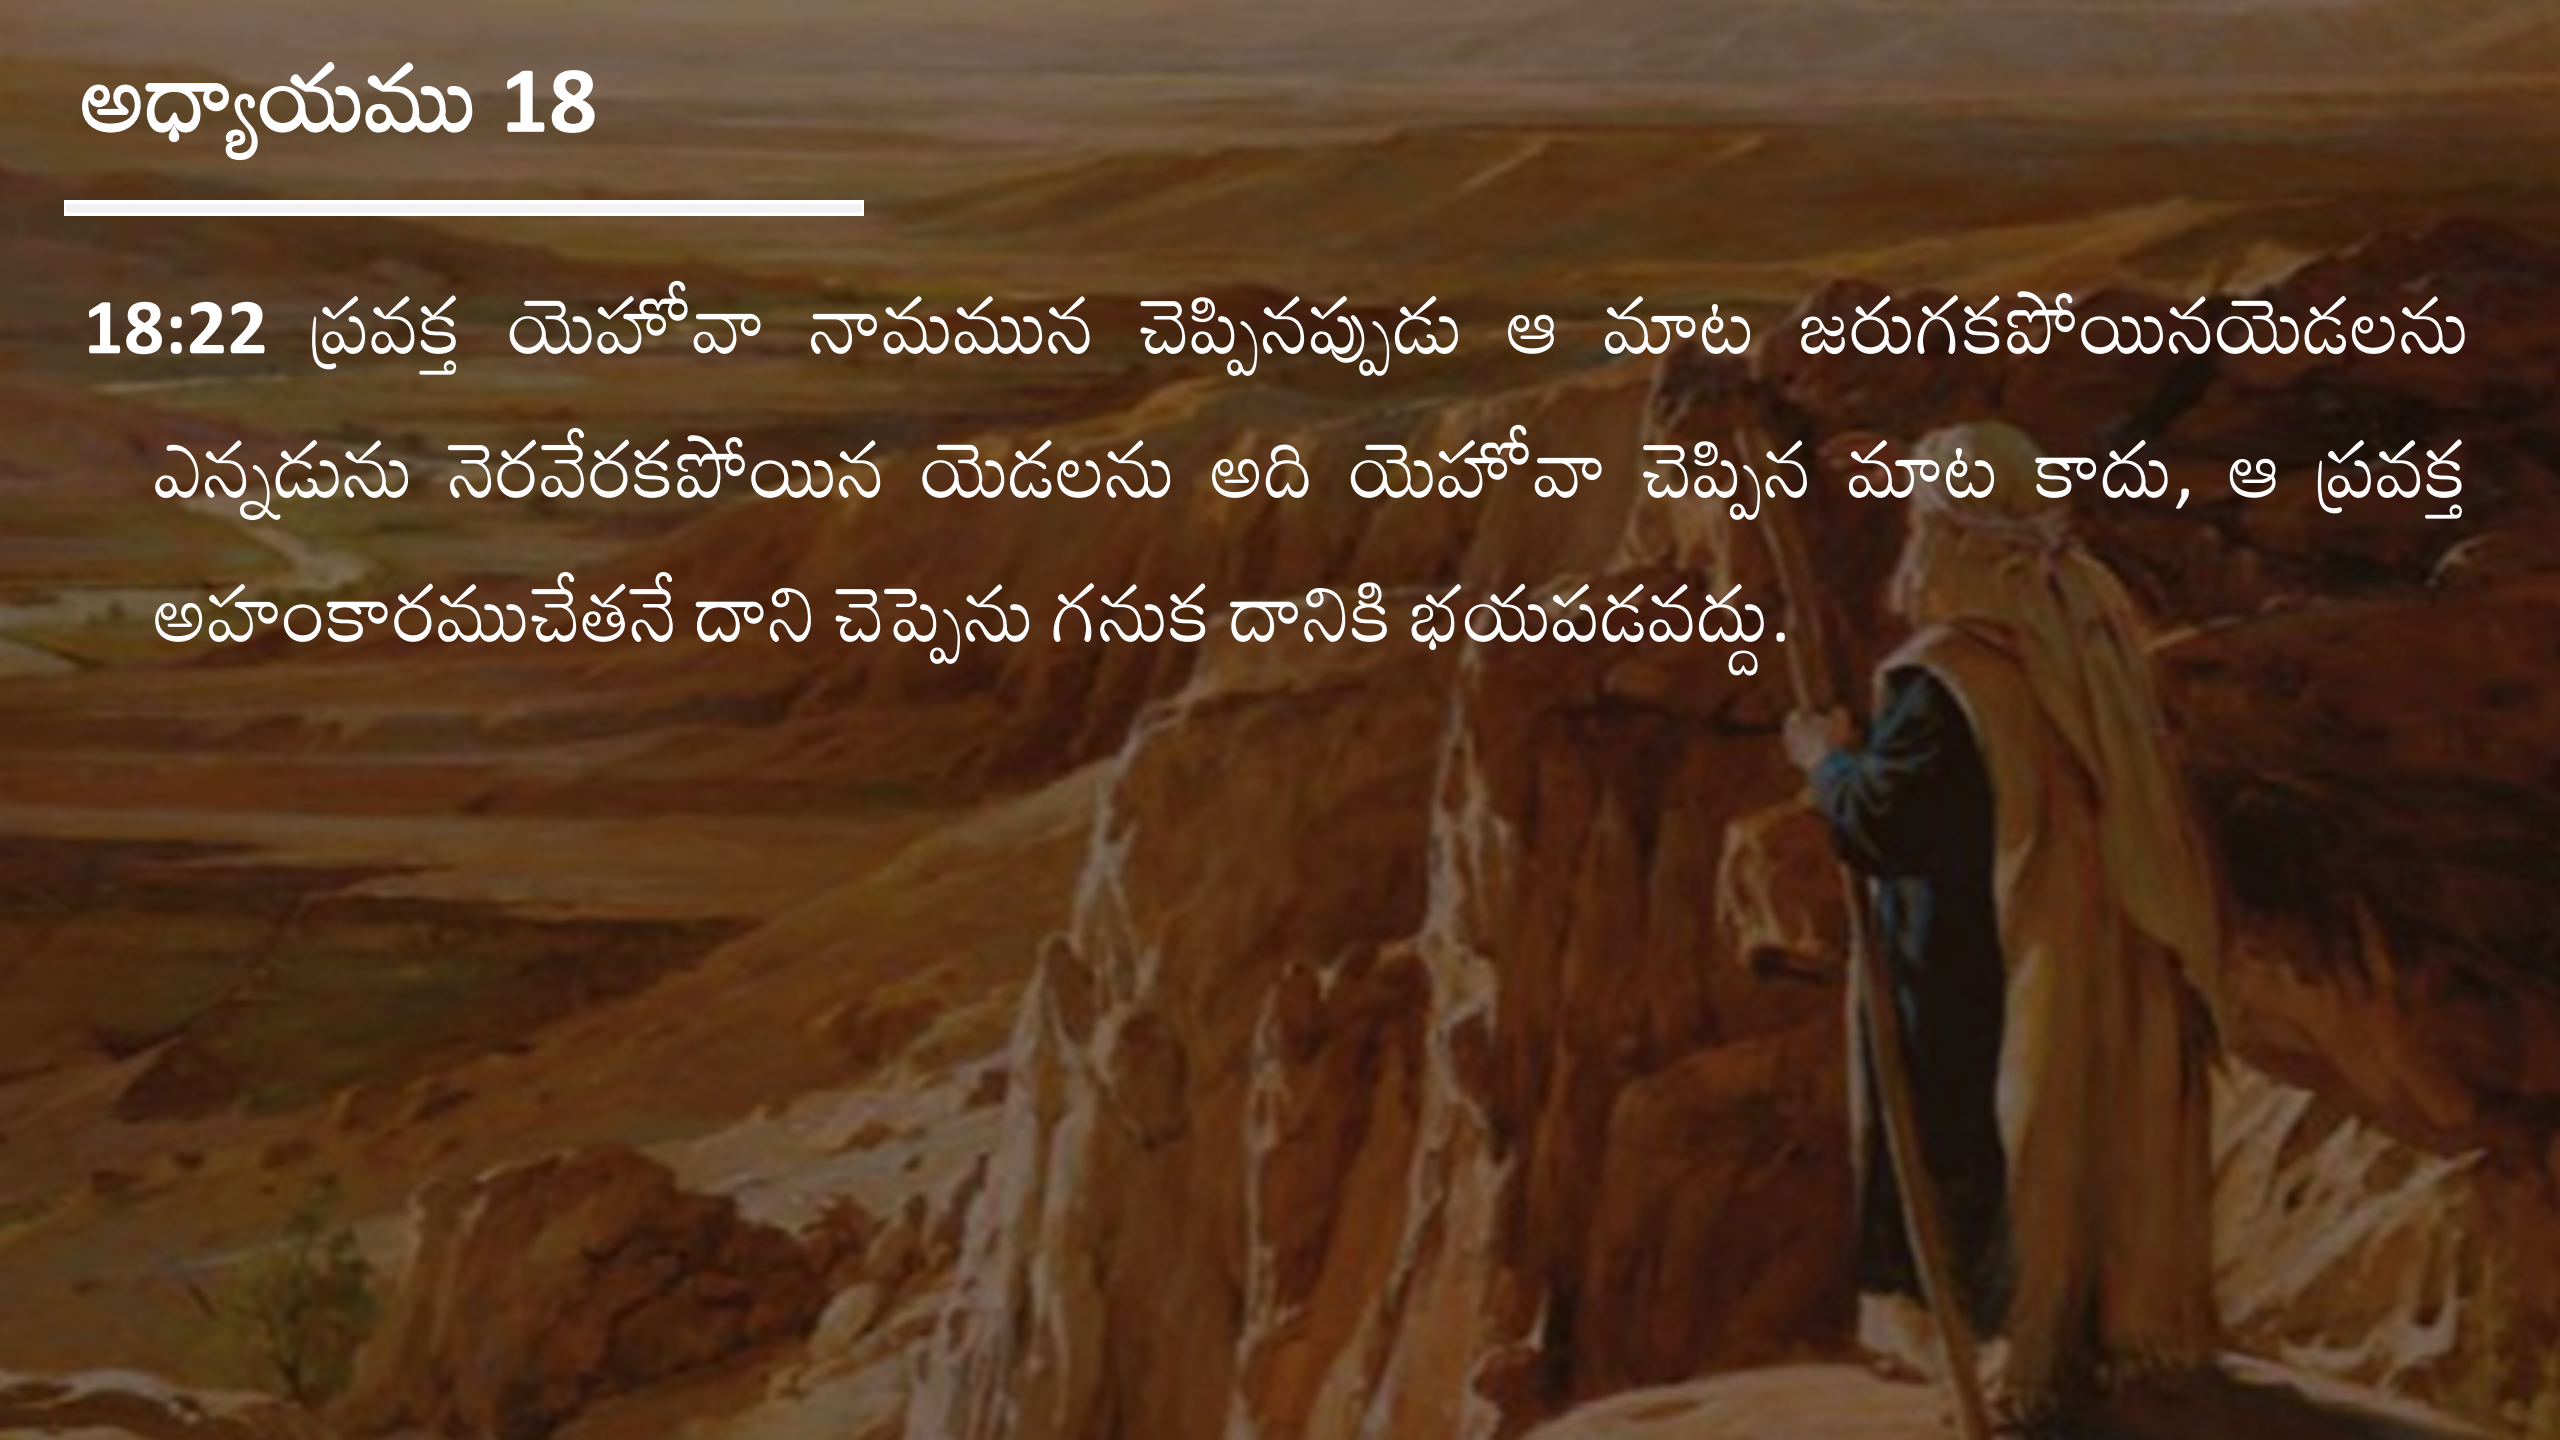 అధ్యాయము 18
18:22 ప్రవక్త యెహోవా నామమున చెప్పినప్పుడు ఆ మాట జరుగకపోయినయెడలను
ఎన్నడును నెరవేరకపోయిన యెడలను అది యెహోవా చెప్పిన మాట కాదు, ఆ ప్రవక్త
అహంకారముచేతనే దాని చెప్పెను గనుక దానికి భయపడవద్దు.